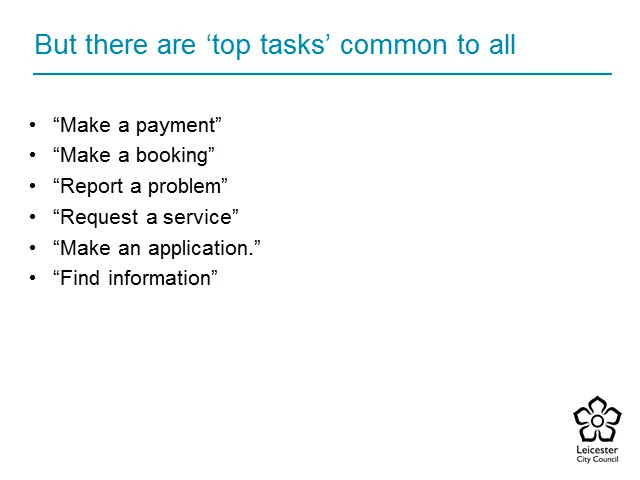 But there are ‘top tasks’ common to all
• “Make a payment”
• “Make a booking”
• “Report a problem”
• “Request a service”
• “Make an application.”
• “Find information”
Leicester
City Council